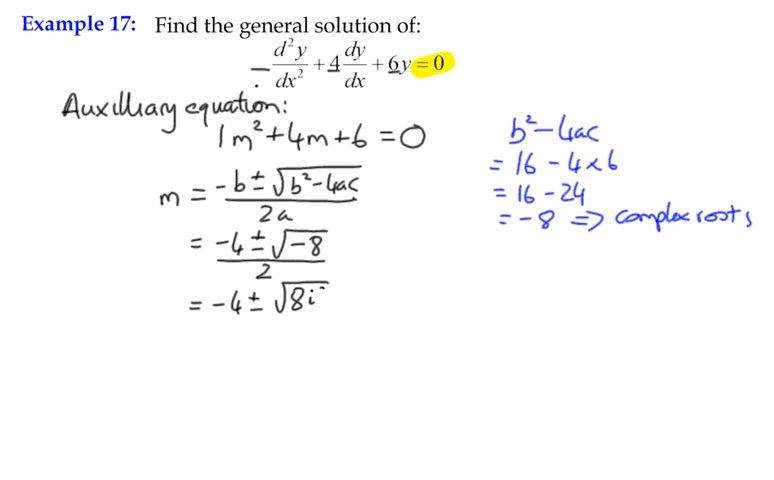 Example 17: Find the general solution of:
d²y/dx² + 4 dy/dx + 6y = 0
Auxilliary equation:
1m² + 4m + 6 = 0
m = (-b ± √(b² - 4ac)) / 2a
= (-4 ± √-8) / 2
= -4 ± √8i²
b² - 4ac
= 16 - 4 × 6
= 16 - 24
= -8 ⇒ complex roots